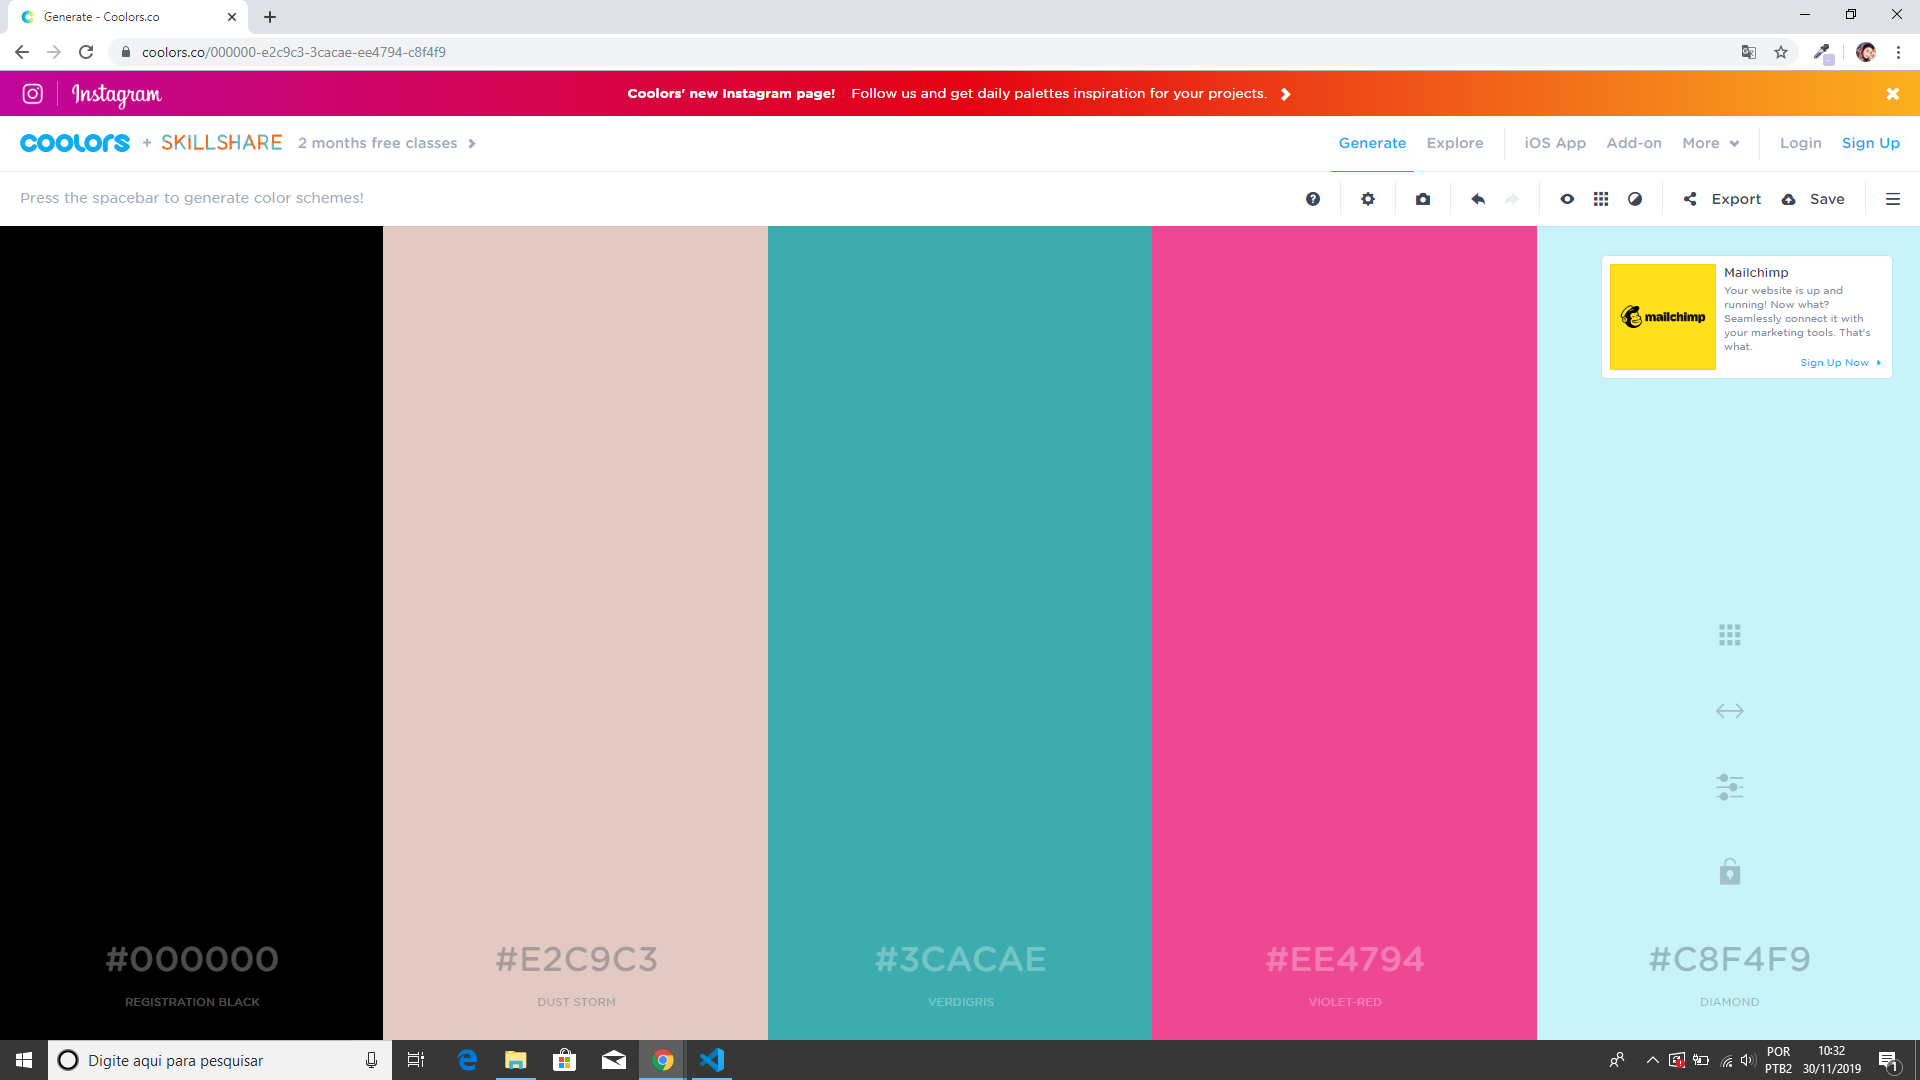 Generate - Coolors.co
coolors.co/000000-e2c9c3-3cacae-ee4794-c8f4f9
Instagram
Coolors' new Instagram page! Follow us and get daily palettes inspiration for your projects.
COOLORS + SKILLSHARE 2 months free classes
Generate Explore iOS App Add-on More Login Sign Up
Press the spacebar to generate color schemes!
Export Save
Mailchimp
Your website is up and
running! Now what?
Seamlessly connect it with
your marketing tools. That's
what.
Sign Up Now
mailchimp
#000000
REGISTRATION BLACK
#E2C9C3
DUST STORM
#3CACAE
VERDIGRIS
#EE4794
VIOLET-RED
#C8F4F9
DIAMOND
Digite aqui para pesquisar
POR
PTB2
10:32
30/11/2019
1